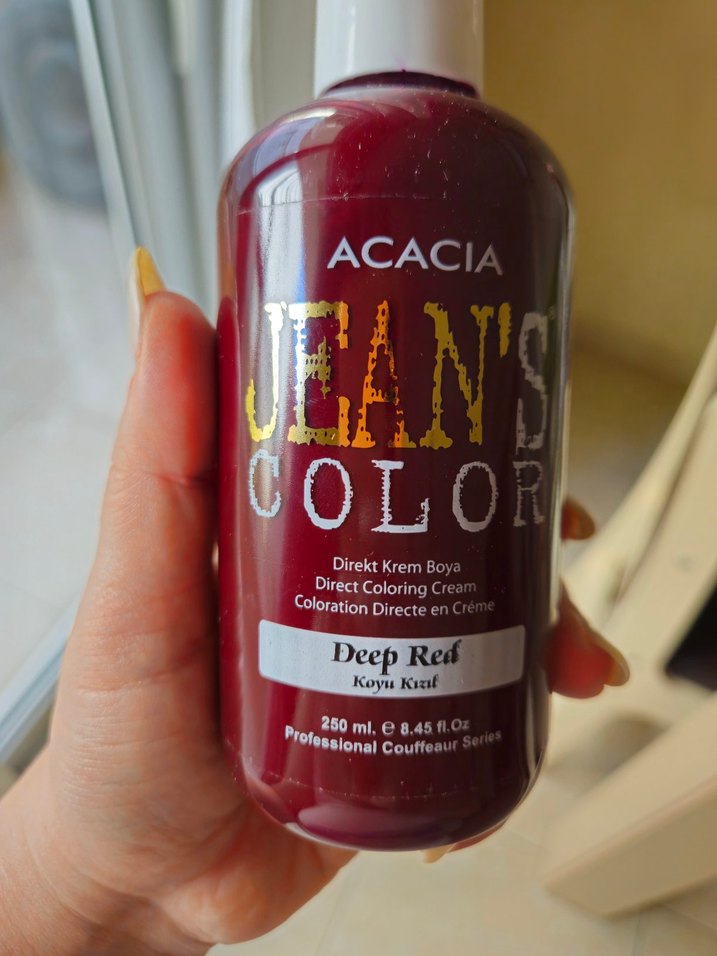 ACACIA
JEAN'S
COLOR
Direkt Krem Boya
Direct Coloring Cream
Coloration Directe en Créme
Deep Red
Koyu Kızıl
250 ml. ℮ 8.45 fl.Oz
Professional Couffeaur Series